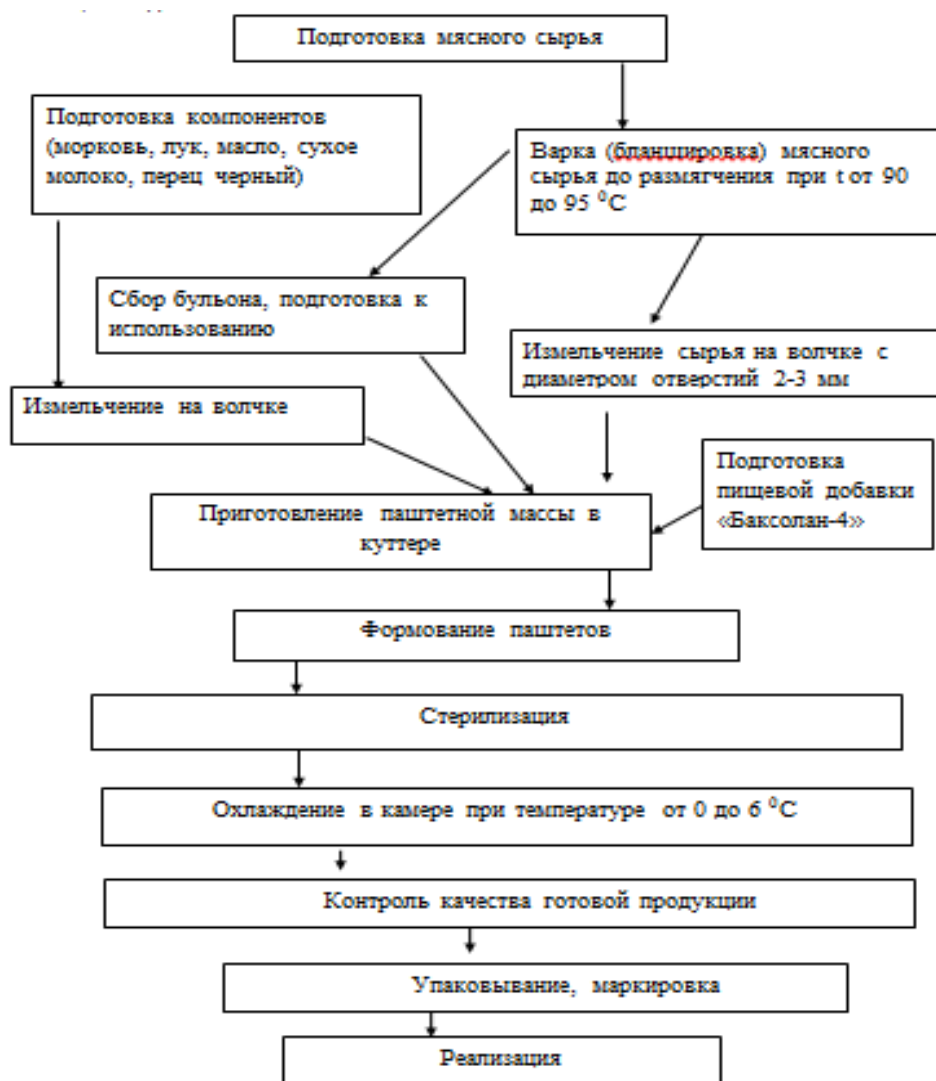 Подготовка мясного сырья
Подготовка компонентов
(морковь, лук, масло, сухое
молоко, перец черный)
Варка (бланшировка) мясного
сырья до размягчения при t от 90
до 95 ⁰С
Сбор бульона, подготовка к
использованию
Измельчение сырья на волчке с
диаметром отверстий 2-3 мм
Измельчение на волчке
Подготовка
пищевой добавки
«Баксолан-4»
Приготовление паштетной массы в
куттере
Формование паштетов
Стерилизация
Охлаждение в камере при температуре от 0 до 6 ⁰С
Контроль качества готовой продукции
Упаковывание, маркировка
Реализация